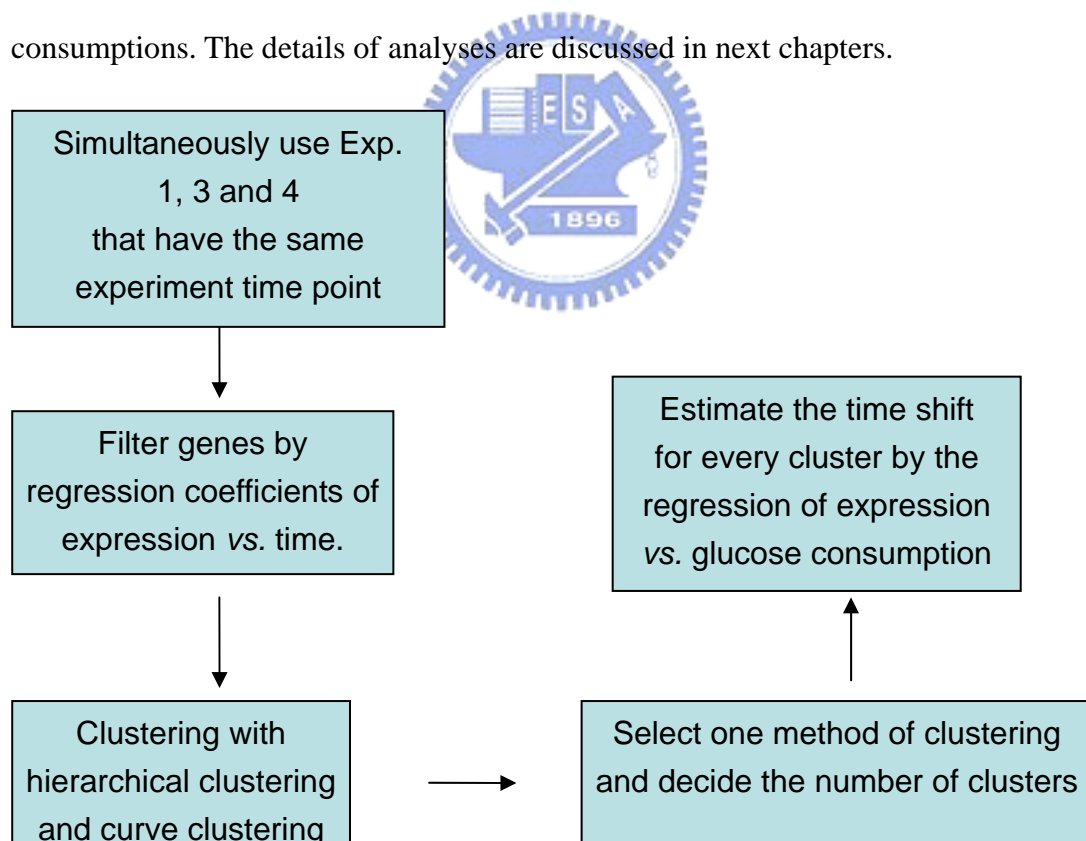 consumptions. The details of analyses are discussed in next chapters.
E S A
1896
Simultaneously use Exp.
1, 3 and 4
that have the same
experiment time point
Filter genes by
regression coefficients of
expression vs. time.
Clustering with
hierarchical clustering
and curve clustering
Select one method of clustering
and decide the number of clusters
Estimate the time shift
for every cluster by the
regression of expression
vs. glucose consumption